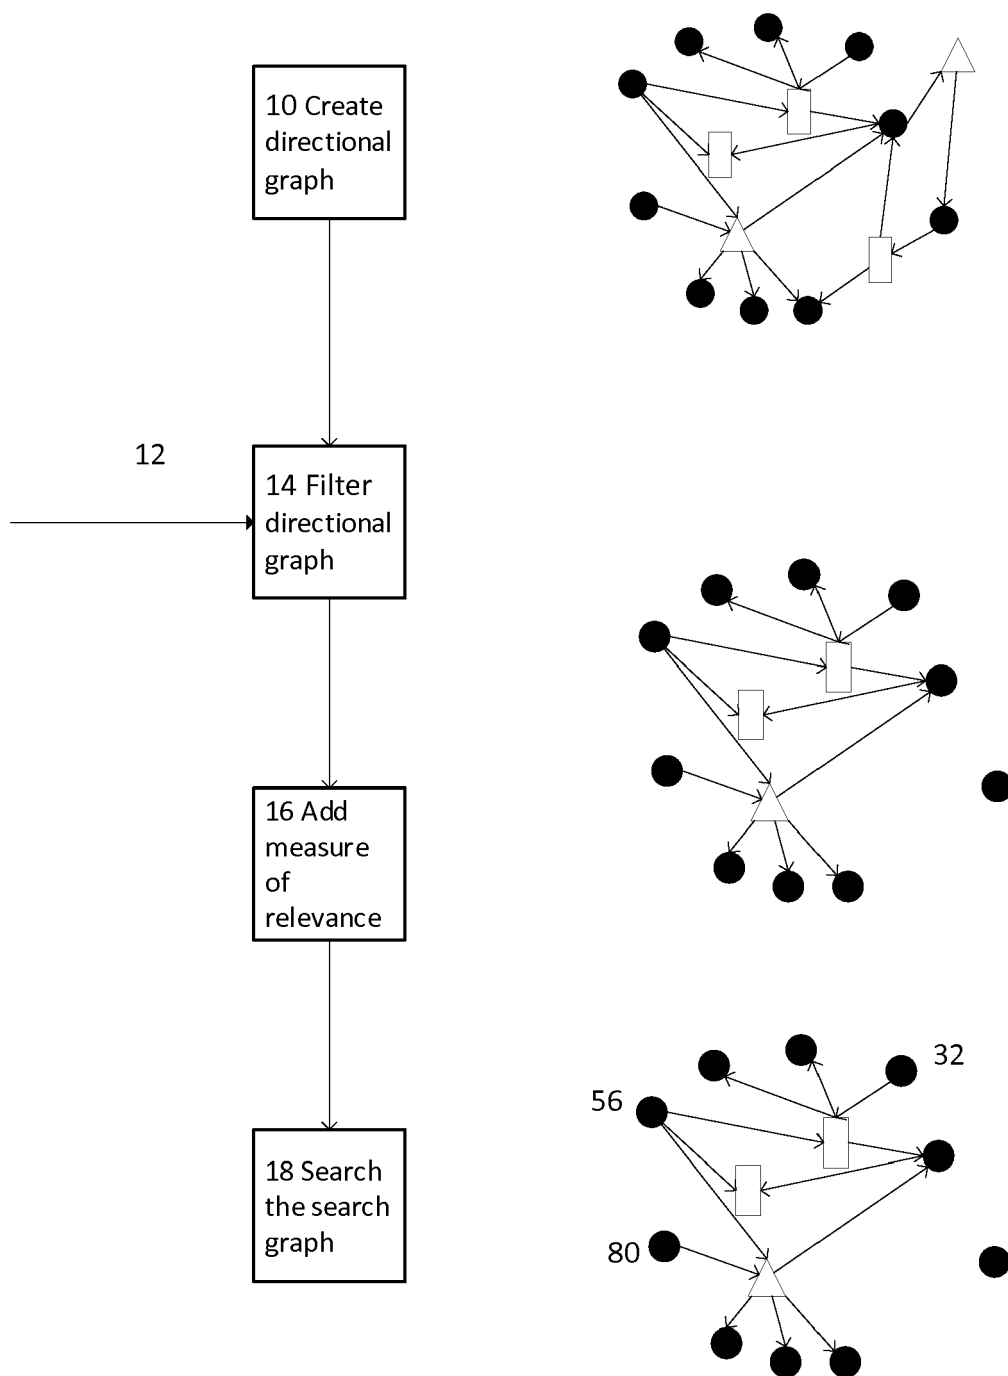 10 Create
directional
graph
12
14 Filter
directional
graph
16 Add
measure
of
relevance
32
56
18 Search
the search
graph
80